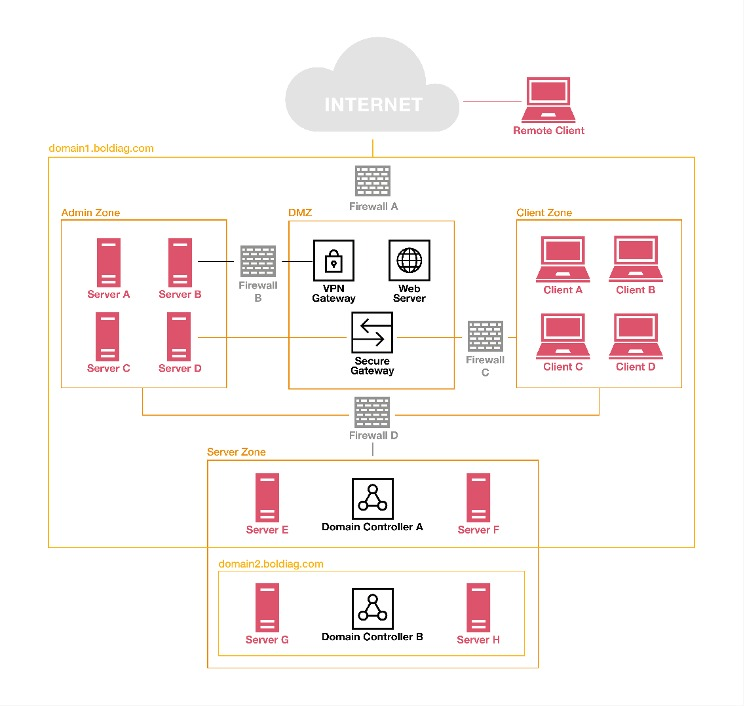 INTERNET
Remote Client
domain1.boldiag.com
Firewall A
Admin Zone
DMZ
Client Zone
Server A
Server B
Firewall
B
VPN
Gateway
Web
Server
Client A
Client B
Server C
Server D
Secure
Gateway
Firewall
C
Client C
Client D
Firewall D
Server Zone
Server E
Domain Controller A
Server F
domain2.boldiag.com
Server G
Domain Controller B
Server H